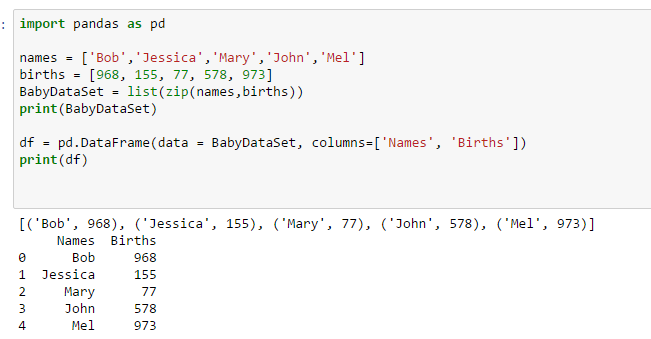 :
import pandas as pd
names = ['Bob','Jessica','Mary','John','Mel']
births = [968, 155, 77, 578, 973]
BabyDataSet = list(zip(names,births))
print(BabyDataSet)
df = pd.DataFrame(data = BabyDataSet, columns=['Names', 'Births'])
print(df)
[('Bob', 968), ('Jessica', 155), ('Mary', 77), ('John', 578), ('Mel', 973)]
     Names  Births
0      Bob     968
1  Jessica     155
2     Mary      77
3     John     578
4      Mel     973